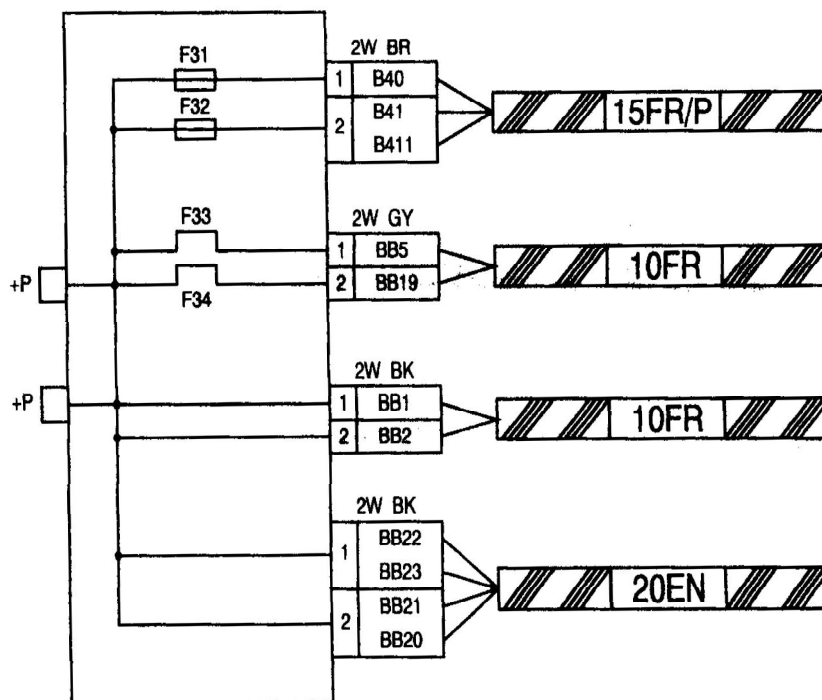 F31
2W BR
1 B40
F32
2 B41
B411
15FR/P
F33
2W GY
1 BB5
2 BB19
10FR
+P
F34
2W BK
+P
1 BB1
2 BB2
10FR
2W BK
1 BB22
BB23
2 BB21
BB20
20EN